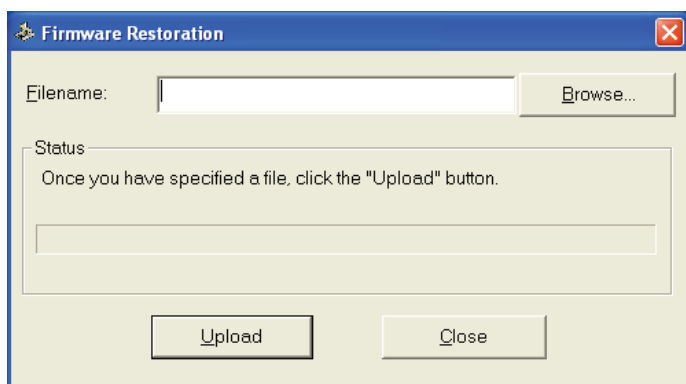 Firmware Restoration
Filename:
Browse...
Status
Once you have specified a file, click the "Upload" button.
Upload
Close